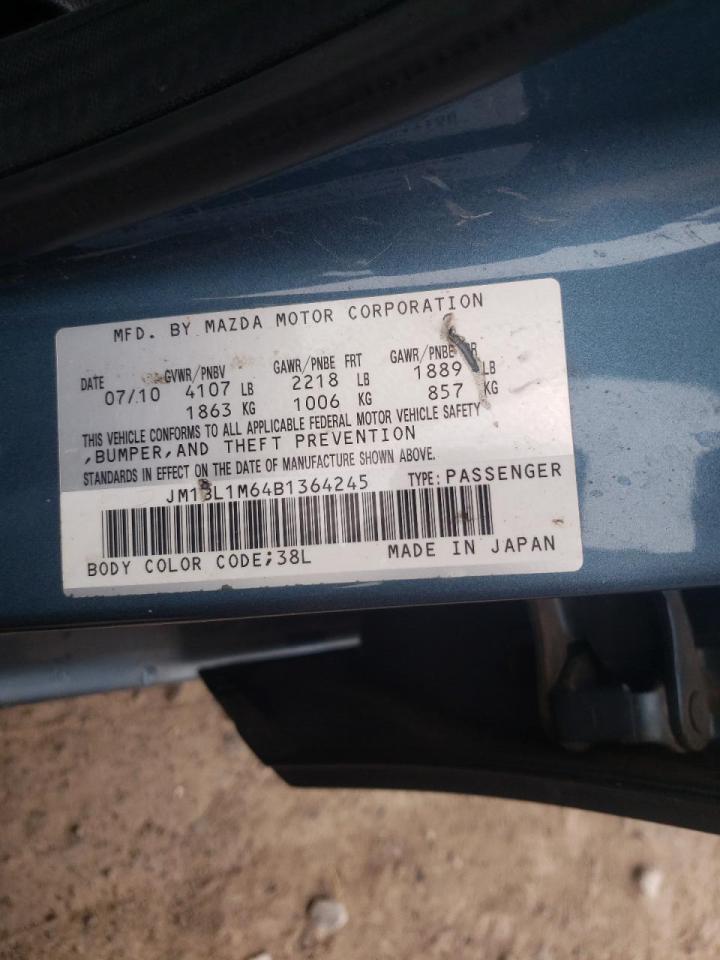 MFD. BY MAZDA MOTOR CORPORATION
DATE GVWR/PNBV GAWR/PNBE FRT GAWR/PNBE RR
07/10 4107 LB 2218 LB 1889 LB
1863 KG 1006 KG 857 KG
THIS VEHICLE CONFORMS TO ALL APPLICABLE FEDERAL MOTOR VEHICLE SAFETY
,BUMPER,AND THEFT PREVENTION
STANDARDS IN EFFECT ON THE DATE OF MANUFACTURE SHOWN ABOVE.
JM1BL1M64B1364245 TYPE: PASSENGER
BODY COLOR CODE;38L MADE IN JAPAN